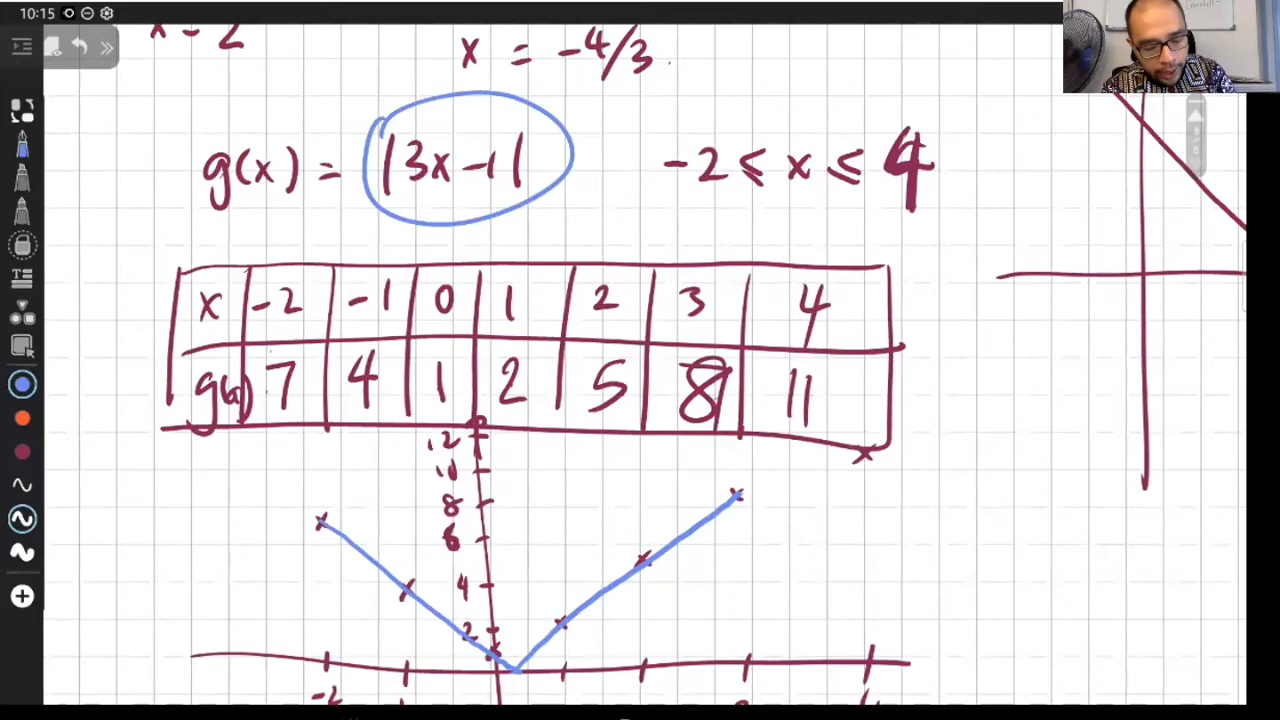 10:15
x = -4/3
g(x) = |3x-1| -2 ≤ x ≤ 4
x -2 -1 0 1 2 3 4
g(x) 7 4 1 2 5 8 11
12
10
8
6
4
2
-2